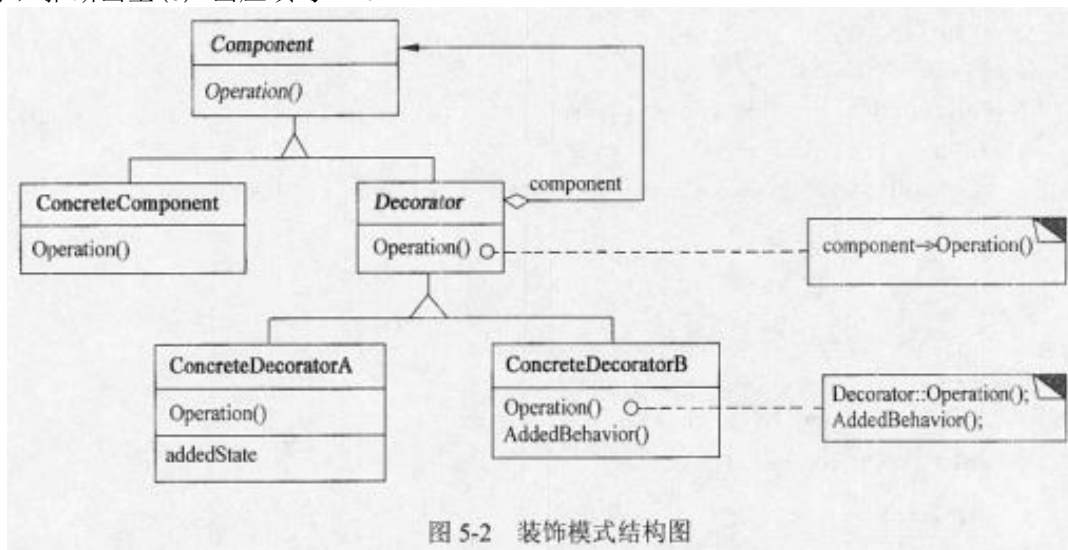 Component
Operation()
component
ConcreteComponent
Operation()
Decorator
Operation()
component->Operation()
ConcreteDecoratorA
Operation()
addedState
ConcreteDecoratorB
Operation()
AddedBehavior()
Decorator::Operation();
AddedBehavior();
图 5-2 装饰模式结构图